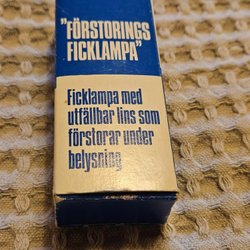 "FÖRSTORINGS
FICKLAMPA"
Ficklampa med
utfällbar lins som
förstorar under
belysning